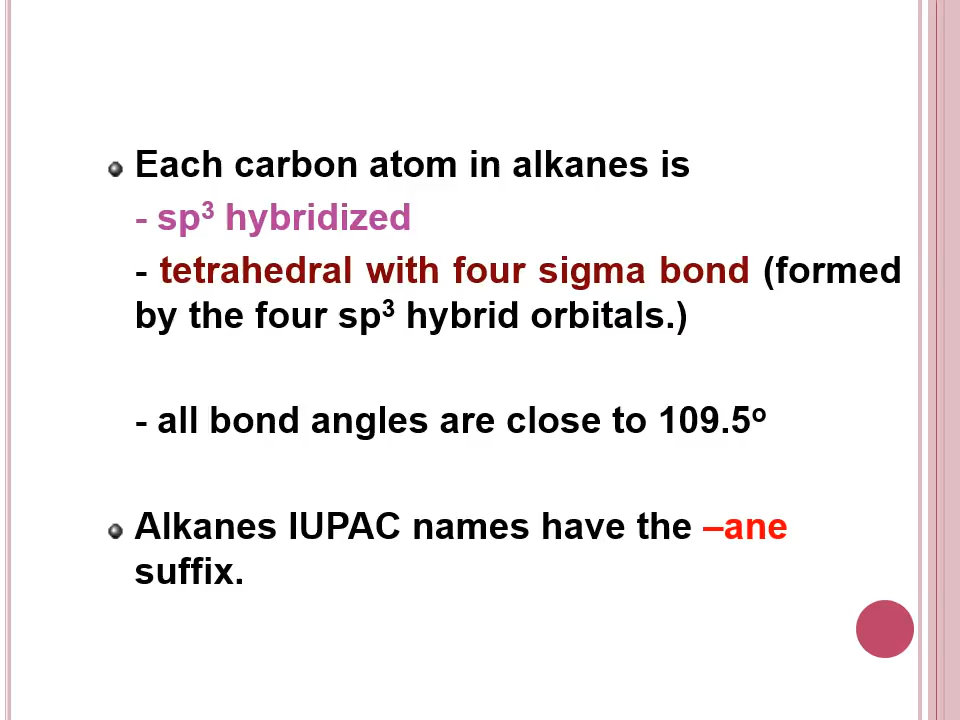 Each carbon atom in alkanes is
- sp³ hybridized
- tetrahedral with four sigma bond (formed
by the four sp³ hybrid orbitals.)
- all bond angles are close to 109.5º
Alkanes IUPAC names have the –ane
suffix.